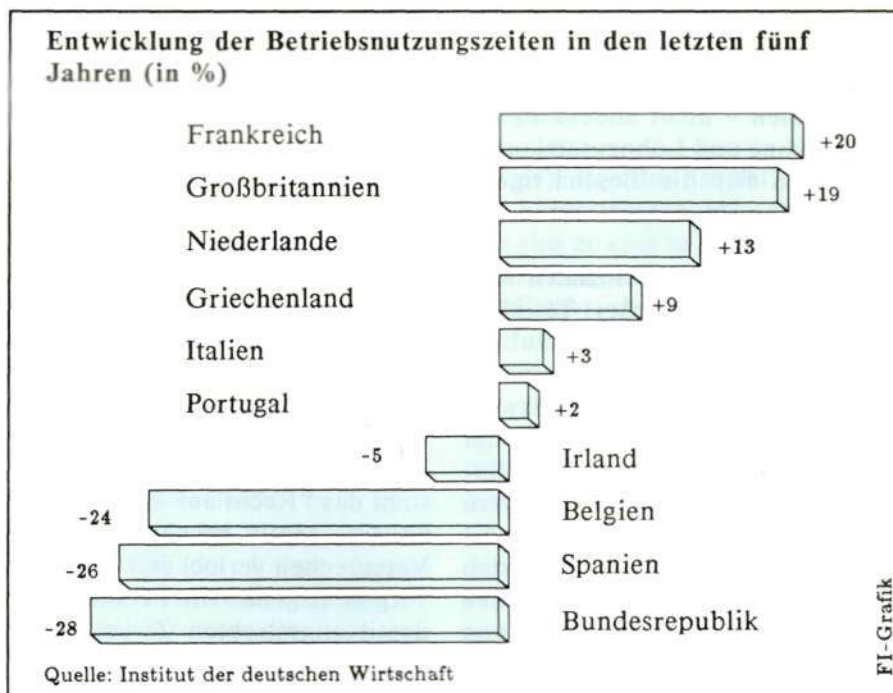 Entwicklung der Betriebsnutzungszeiten in den letzten fünf
Jahren (in %)
Frankreich +20
Großbritannien +19
Niederlande +13
Griechenland +9
Italien +3
Portugal +2
-5 Irland
-24 Belgien
-26 Spanien
-28 Bundesrepublik
Quelle: Institut der deutschen Wirtschaft
FI-Grafik